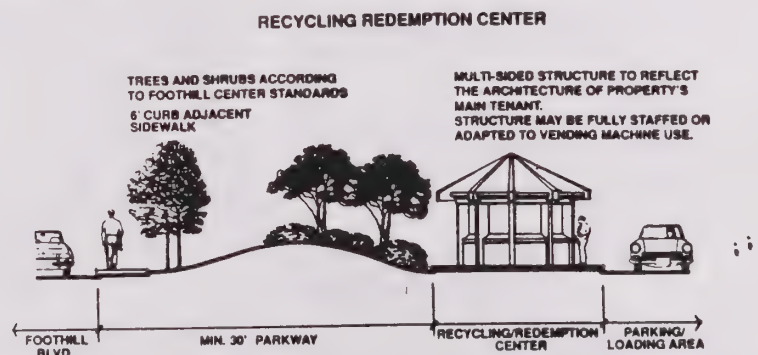 RECYCLING REDEMPTION CENTER
TREES AND SHRUBS ACCORDING
TO FOOTHILL CENTER STANDARDS
6' CURB ADJACENT
SIDEWALK
MULTI-SIDED STRUCTURE TO REFLECT
THE ARCHITECTURE OF PROPERTY'S
MAIN TENANT.
STRUCTURE MAY BE FULLY STAFFED OR
ADAPTED TO VENDING MACHINE USE.
FOOTHILL
BLVD
MIN. 30' PARKWAY
RECYCLING/REDEMPTION
CENTER
PARKING/
LOADING AREA